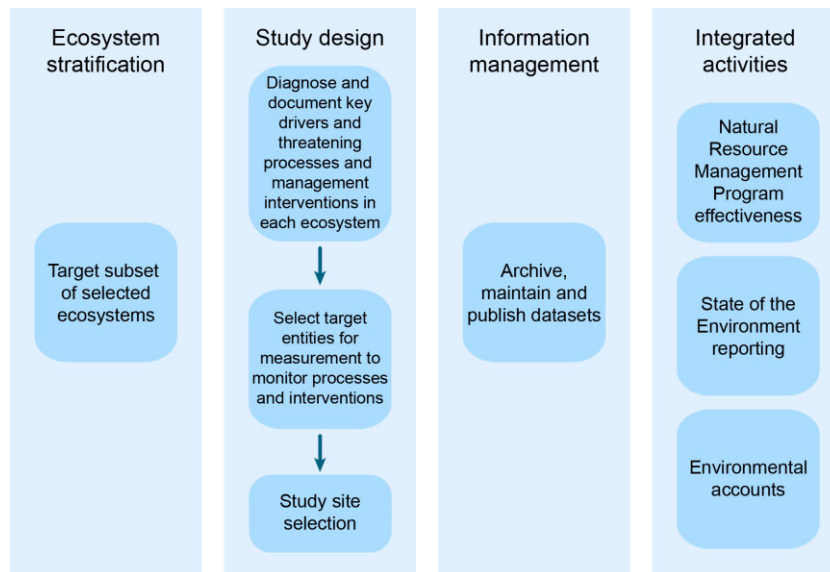 Ecosystem
stratification
Target subset
of selected
ecosystems
Study design
Diagnose and
document key
drivers and
threatening
processes and
management
interventions in
each ecosystem
Select target
entities for
measurement to
monitor processes
and interventions
Study site
selection
Information
management
Archive,
maintain and
publish datasets
Integrated
activities
Natural
Resource
Management
Program
effectiveness
State of the
Environment
reporting
Environmental
accounts